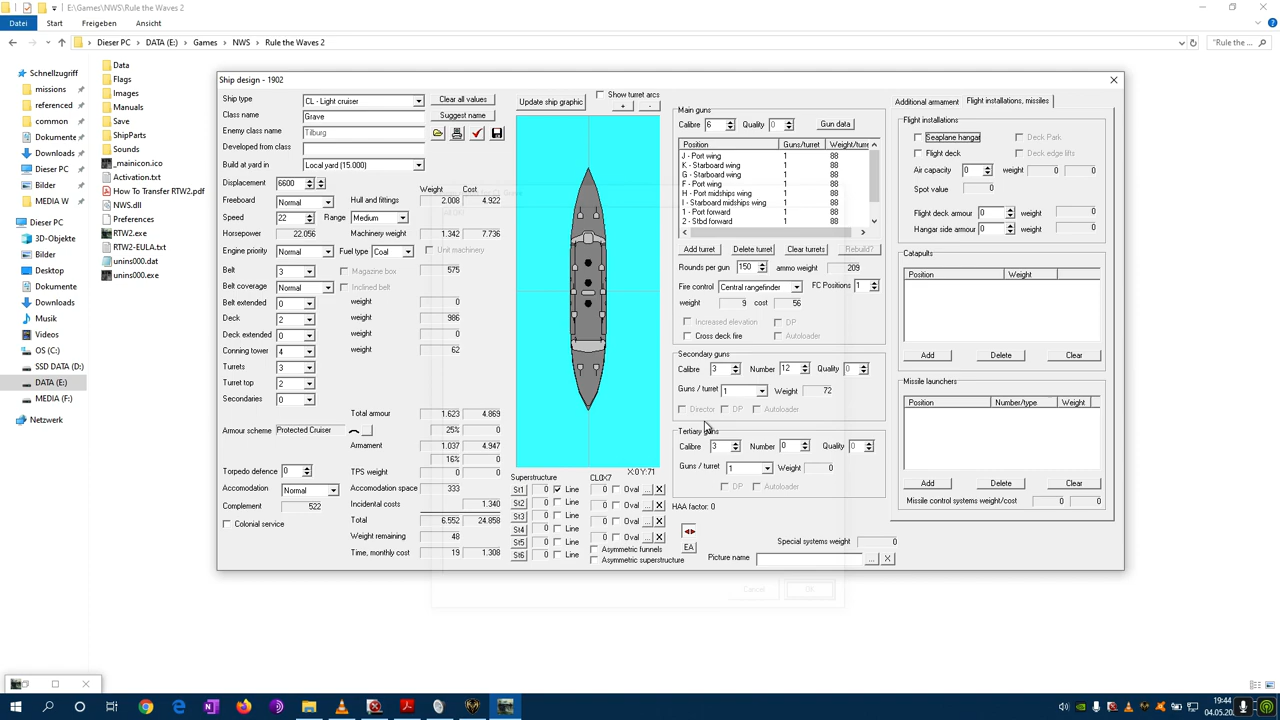 E:\Games\NWS\Rule the Waves 2
Datei Start Freigeben Ansicht
Dieser PC DATA (E:) Games NWS Rule the Waves 2
"Rule the ...
Schnellzugriff
missions
referenced
common
Dokumente
Dieser PC
Bilder
MEDIA W
Dieser PC
3D-Objekte
Bilder
Desktop
Dokumente
Downloads
Musik
Videos
OS (C:)
SSD DATA (D:)
DATA (E:)
MEDIA (F:)
Netzwerk
Data
Flags
Images
Manuals
Save
ShipParts
Sounds
_mainicon.ico
Activation.txt
How To Transfer RTW2.pdf
NWS.dll
Preferences
RTW2.exe
RTW2-EULA.txt
unins000.dat
unins000.exe
Ship design - 1902
Ship type CL - Light cruiser Clear all values
Class name Grave Suggest name
Enemy class name Tilburg
Developed from class
Build at yard in Local yard (15.000)
Displacement 6600 Weight Cost
Freeboard Normal Hull and fittings 2.008 4.922
Speed 22 Range Medium
Horsepower 22.056 Machinery weight 1.342 7.736
Engine priority Normal Fuel type Coal Unit machinery
Belt 3 Magazine box 575
Belt coverage Normal Inclined belt
Belt extended 0 weight 0
Deck 2 weight 986
Deck extended 0 weight 0
Conning tower 4 weight 62
Turrets 3
Turret top 2
Secondaries 0
Total armour 1.623 4.869
Armour scheme Protected Cruiser 25% 0
Armament 1.037 4.947
16% 0
Torpedo defence 0 TPS weight 0 0
Accomodation Normal Accomodation space 333
Complement 522 Incidental costs 1.340
Colonial service Total 6.552 24.858
Weight remaining 48
Time, monthly cost 19 1.308
Update ship graphic Show turret arcs
+ -
X:0 Y:71
Superstructure
St1 0 Line 0 Oval ... X
St2 0 Line 0 Oval ... X
St3 0 Line 0 Oval ... X
St4 0 Line 0 Oval ... X
St5 0 Line Asymmetric funnels
St6 0 Line Asymmetric superstructure
Main guns
Calibre 6 Quality 0 Gun data
Position Guns/turret Weight/turre
J - Port wing 1 88
K - Starboard wing 1 88
G - Starboard wing 1 88
F - Port wing 1 88
H - Port midships wing 1 88
I - Starboard midships wing 1 88
1 - Port forward 1 88
2 - Stbd forward 1 88
Add turret Delete turret Clear turrets Rebuild?
Rounds per gun 150 ammo weight 209
Fire control Central rangefinder FC Positions 1
weight 9 cost 56
Increased elevation DP
Cross deck fire Autoloader
Secondary guns
Calibre 3 Number 12 Quality 0
Guns / turret 1 Weight 72
Director DP Autoloader
Tertiary guns
Calibre 3 Number 0 Quality 0
Guns / turret 1 Weight 0
DP Autoloader
HAA factor: 0
EA
Special systems weight 0
Picture name ... X
Additional armament Flight installations, missiles
Flight installations
Seaplane hangar Deck Park
Flight deck Deck edge lifts
Air capacity 0 weight 0 0
Spot value 0
Flight deck armour 0 weight 0
Hangar side armour 0 weight 0
Catapults
Position Weight
Add Delete Clear
Missile launchers
Position Number/type Weight
Add Delete Clear
Missile control systems weight/cost 0 0
Cancel OK
19:44
04.05.20